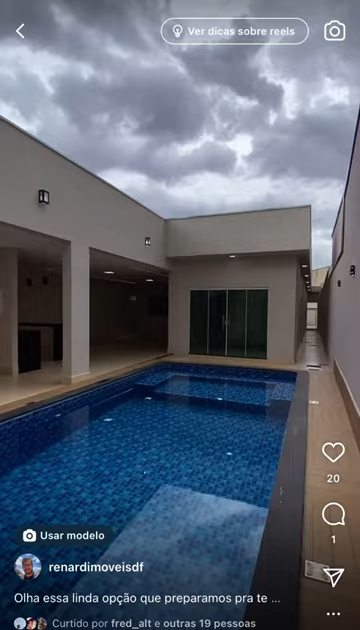 Ver dicas sobre reels
20
1
Usar modelo
renardimoveisdf
Olha essa linda opção que preparamos pra te ...
Curtido por fred_alt e outras 19 pessoas